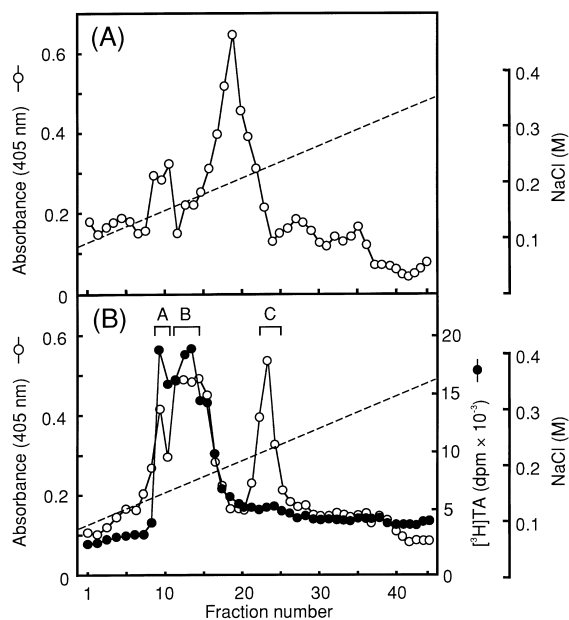 (A)
0.6
0.4
0.2
0
Absorbance (405 nm)
0.4
0.3
0.2
0.1
NaCl (M)
(B)
A B C
0.6
0.4
0.2
0
Absorbance (405 nm)
20
15
10
5
0
[³H]TA (dpm × 10⁻³)
0.4
0.3
0.2
0.1
NaCl (M)
1 10 20 30 40
Fraction number